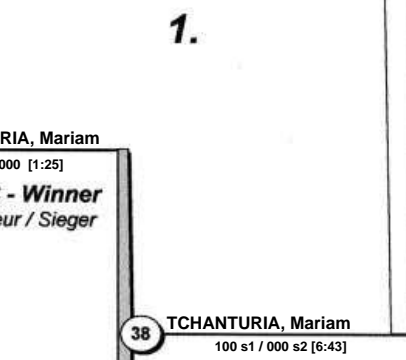 1.
RIA, Mariam
000 [1:25]
- Winner
eur / Sieger
38
TCHANTURIA, Mariam
100 s1 / 000 s2 [6:43]